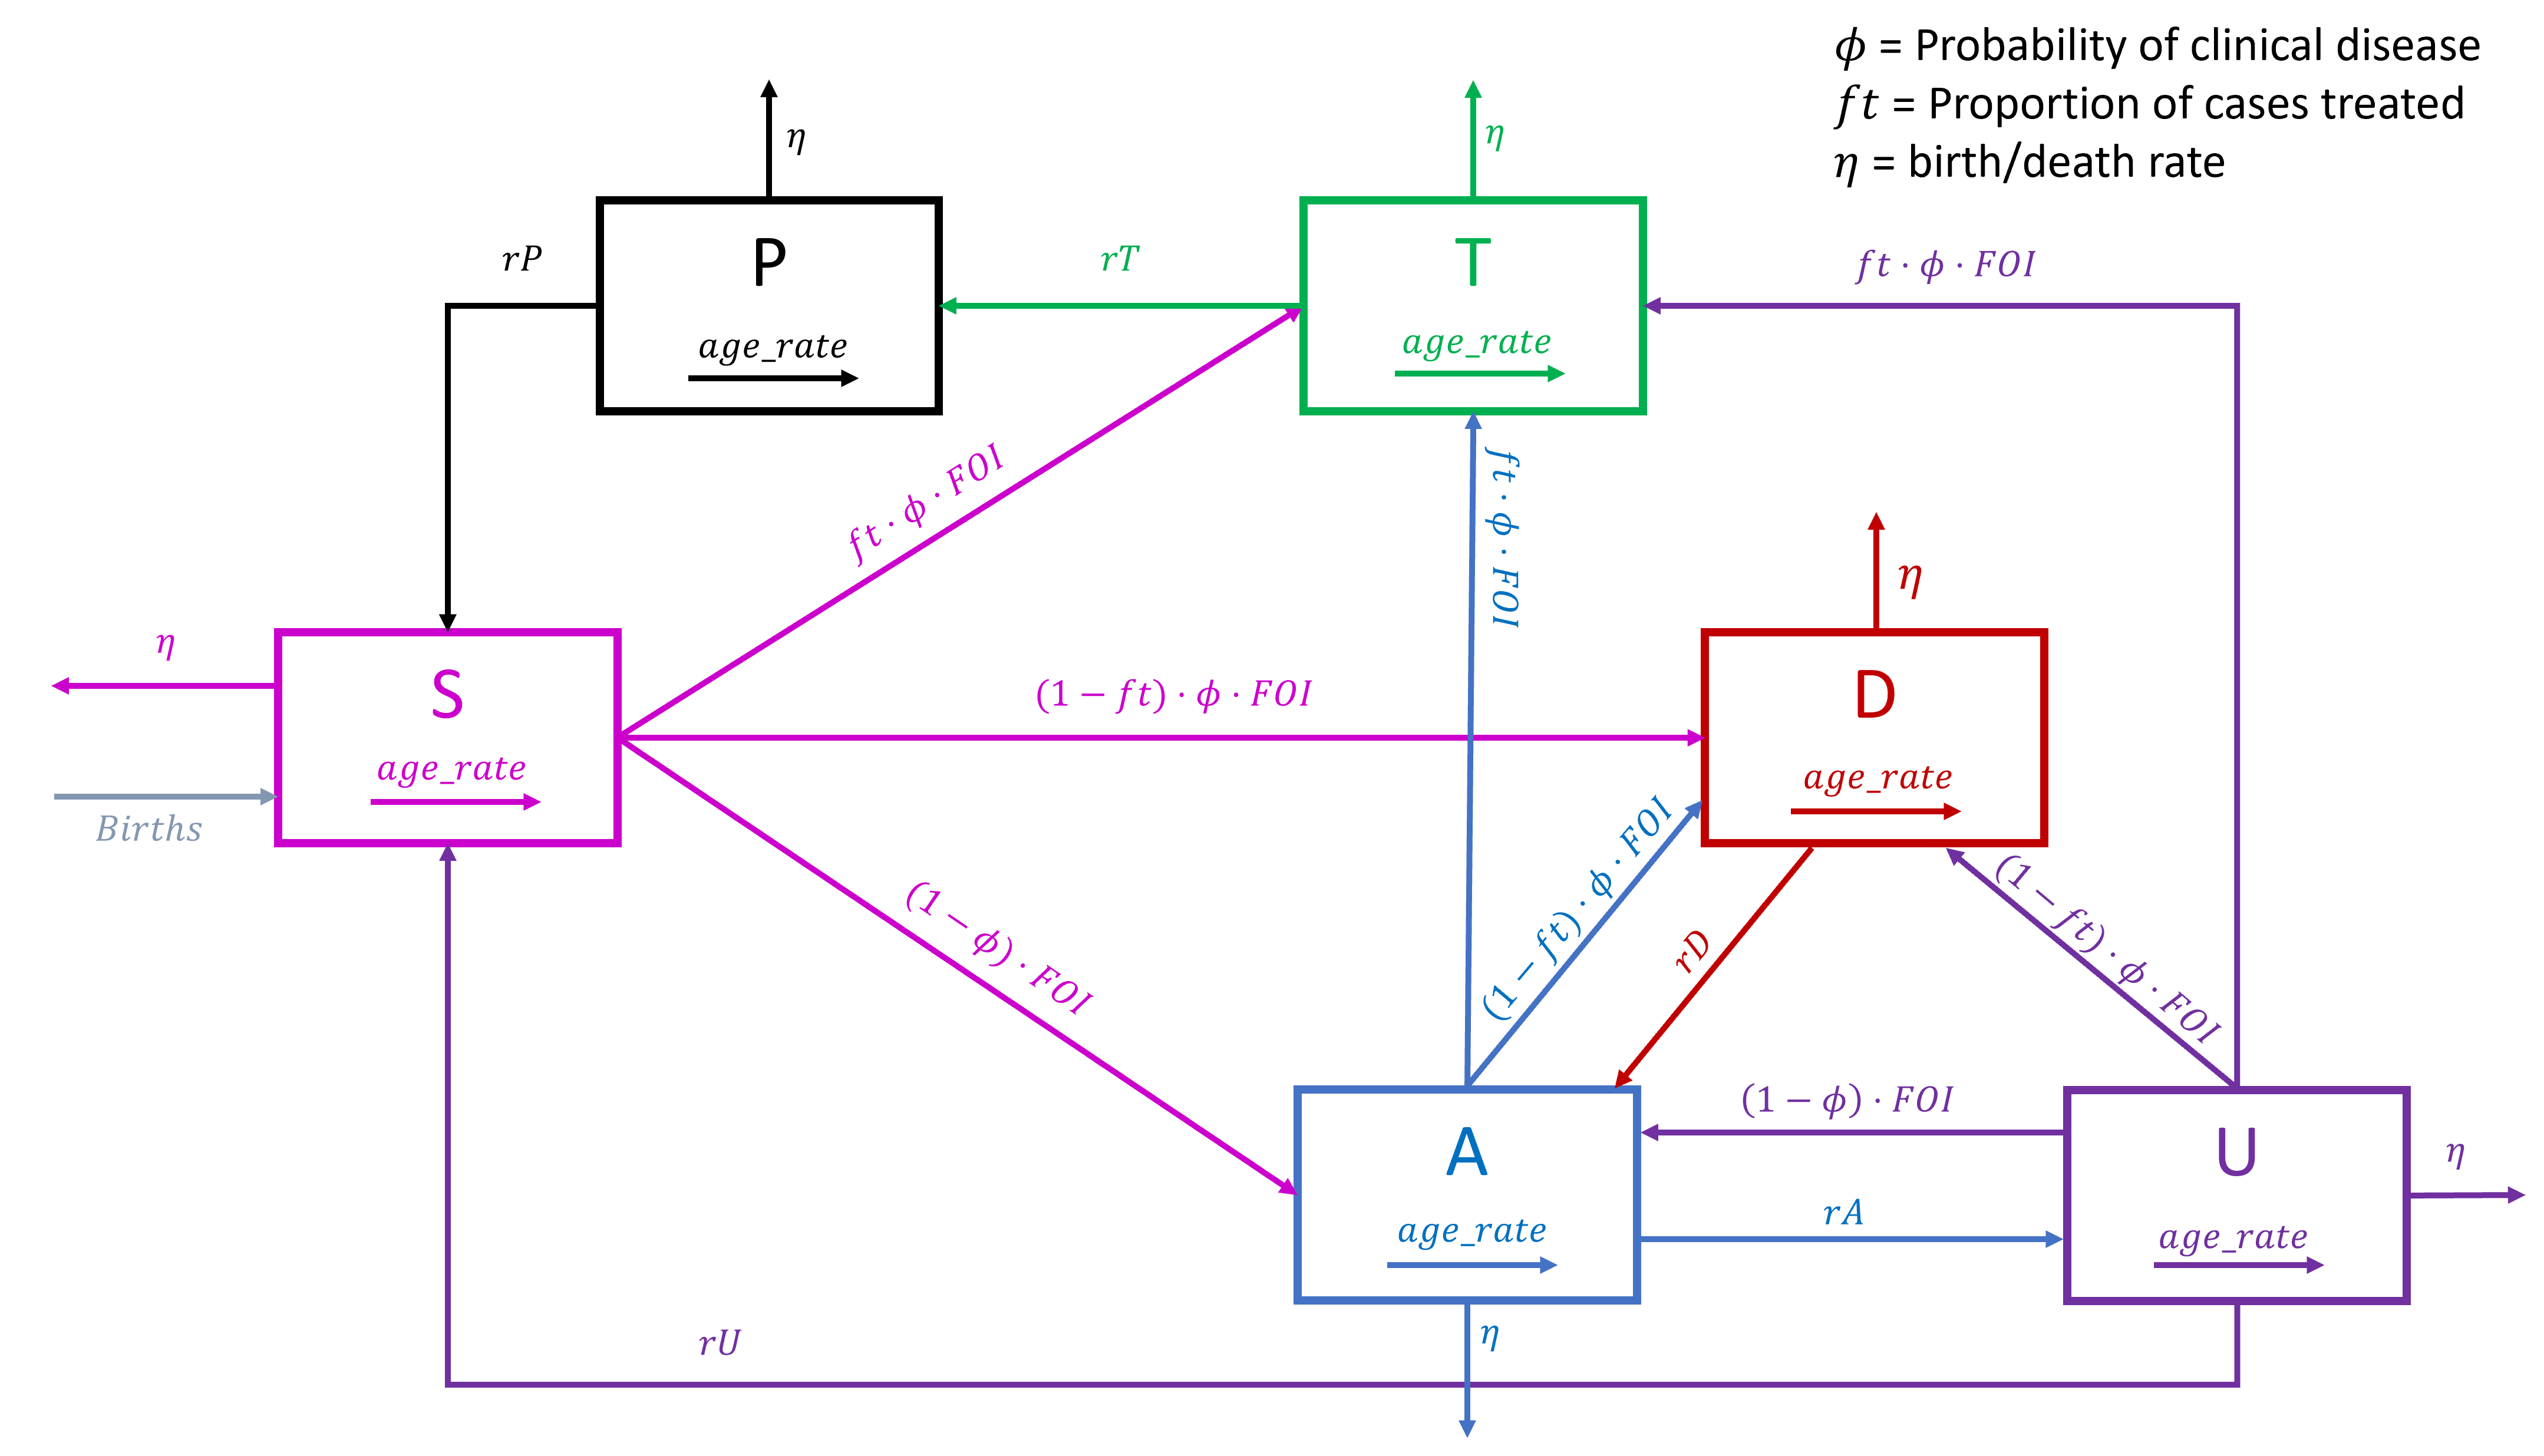 𝜙 = Probability of clinical disease
𝑓𝑡 = Proportion of cases treated
𝜂 = birth/death rate
η
η
rP
P
age_rate
rT
T
age_rate
ft · ϕ · FOI
ft · ϕ · FOI
ft · ϕ · FOI
η
η
S
age_rate
Births
(1 − ft) · ϕ · FOI
D
age_rate
(1 − ϕ) · FOI
(1 − ft) · ϕ · FOI
rD
(1 − ft) · ϕ · FOI
(1 − ϕ) · FOI
A
age_rate
rA
U
age_rate
η
rU
η